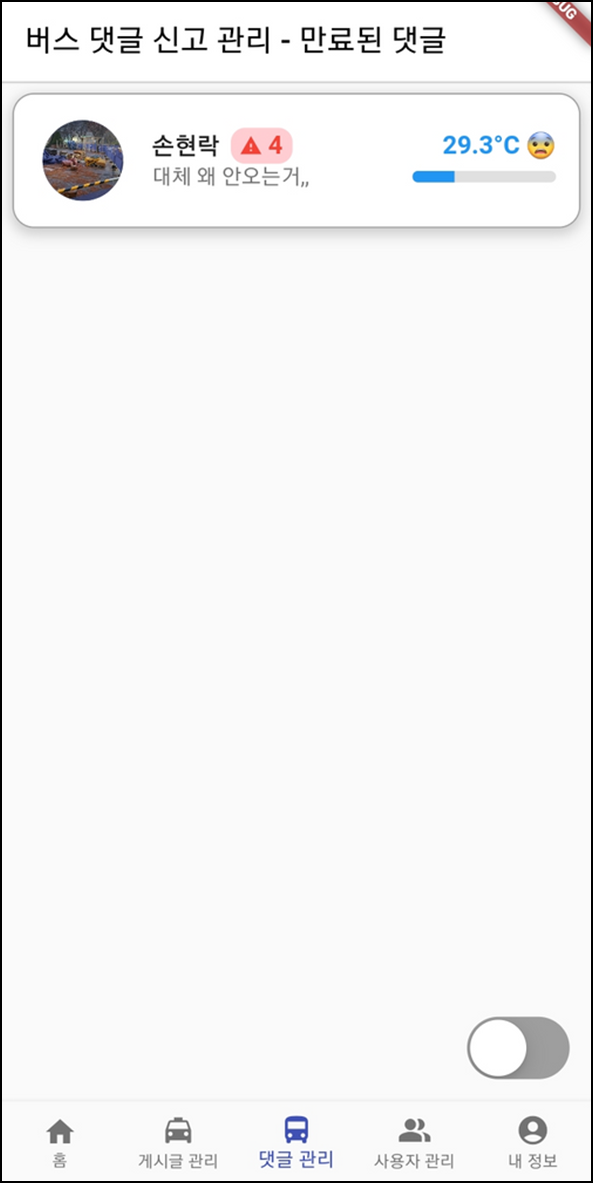 버스 댓글 신고 관리 - 만료된 댓글
손현락 4
29.3°C
대체 왜 안오는거,,
홈
게시글 관리
댓글 관리
사용자 관리
내 정보